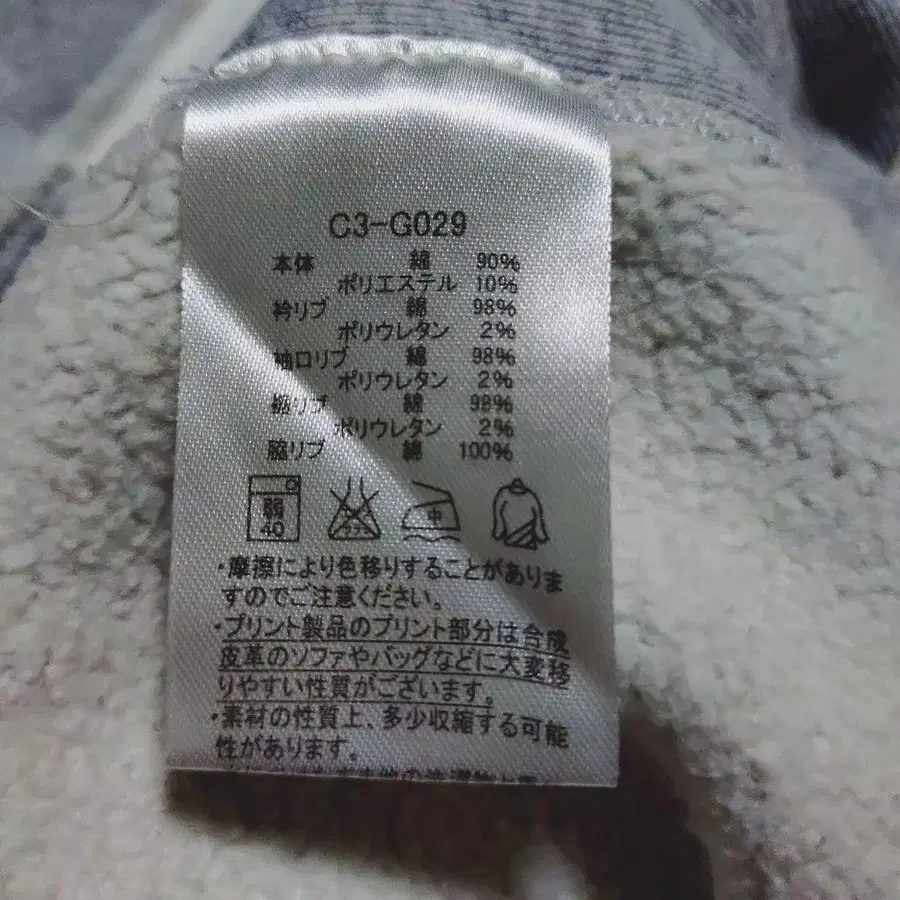 C3-G029
本体 綿 90%
ポリエステル 10%
衿リブ 綿 98%
ポリウレタン 2%
袖口リブ 綿 98%
ポリウレタン 2%
裾リブ 綿 98%
ポリウレタン 2%
脇リブ 綿 100%
弱 40 中
・摩擦により色移りすることがありま
すのでご注意ください。
・プリント製品のプリント部分は合成
皮革のソファやバッグなどに大変移
りやすい性質がございます。
・素材の性質上、多少収縮する可能
性があります。